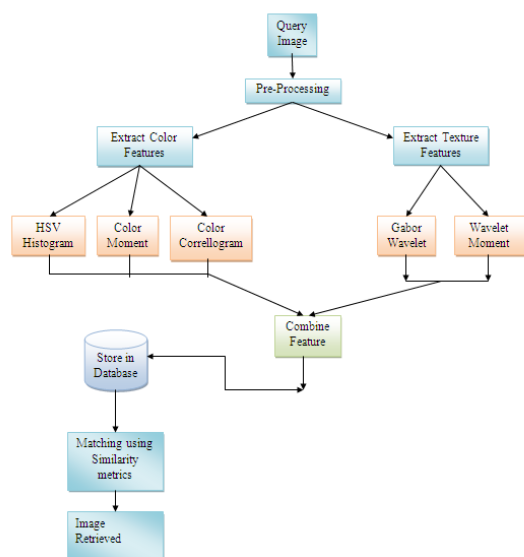 Query
Image
Pre-Processing
Extract Color
Features
Extract Texture
Features
HSV
Histogram
Color
Moment
Color
Correllogram
Gabor
Wavelet
Wavelet
Moment
Combine
Feature
Store in
Database
Matching using
Similarity
metrics
Image
Retrieved